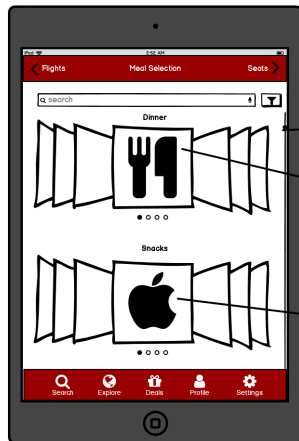 iPod 2:52 AM
Flights Meal Selection Seats
search
Dinner
Snacks
Search Explore Deals Profile Settings